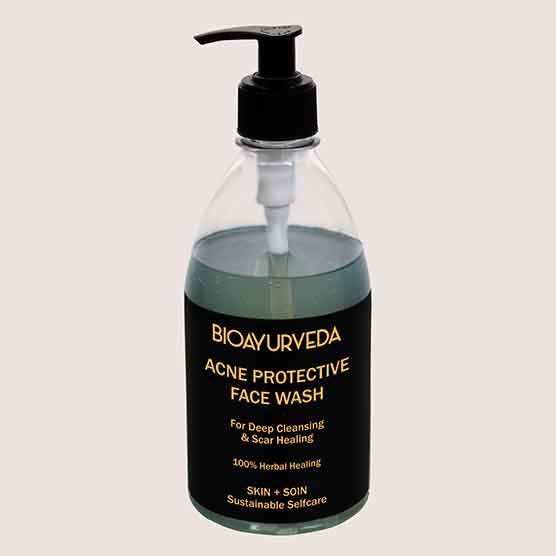 BIOAYURVEDA
ACNE PROTECTIVE
FACE WASH
For Deep Cleansing
& Scar Healing
100% Herbal Healing
SKIN + SOIN
Sustainable Selfcare